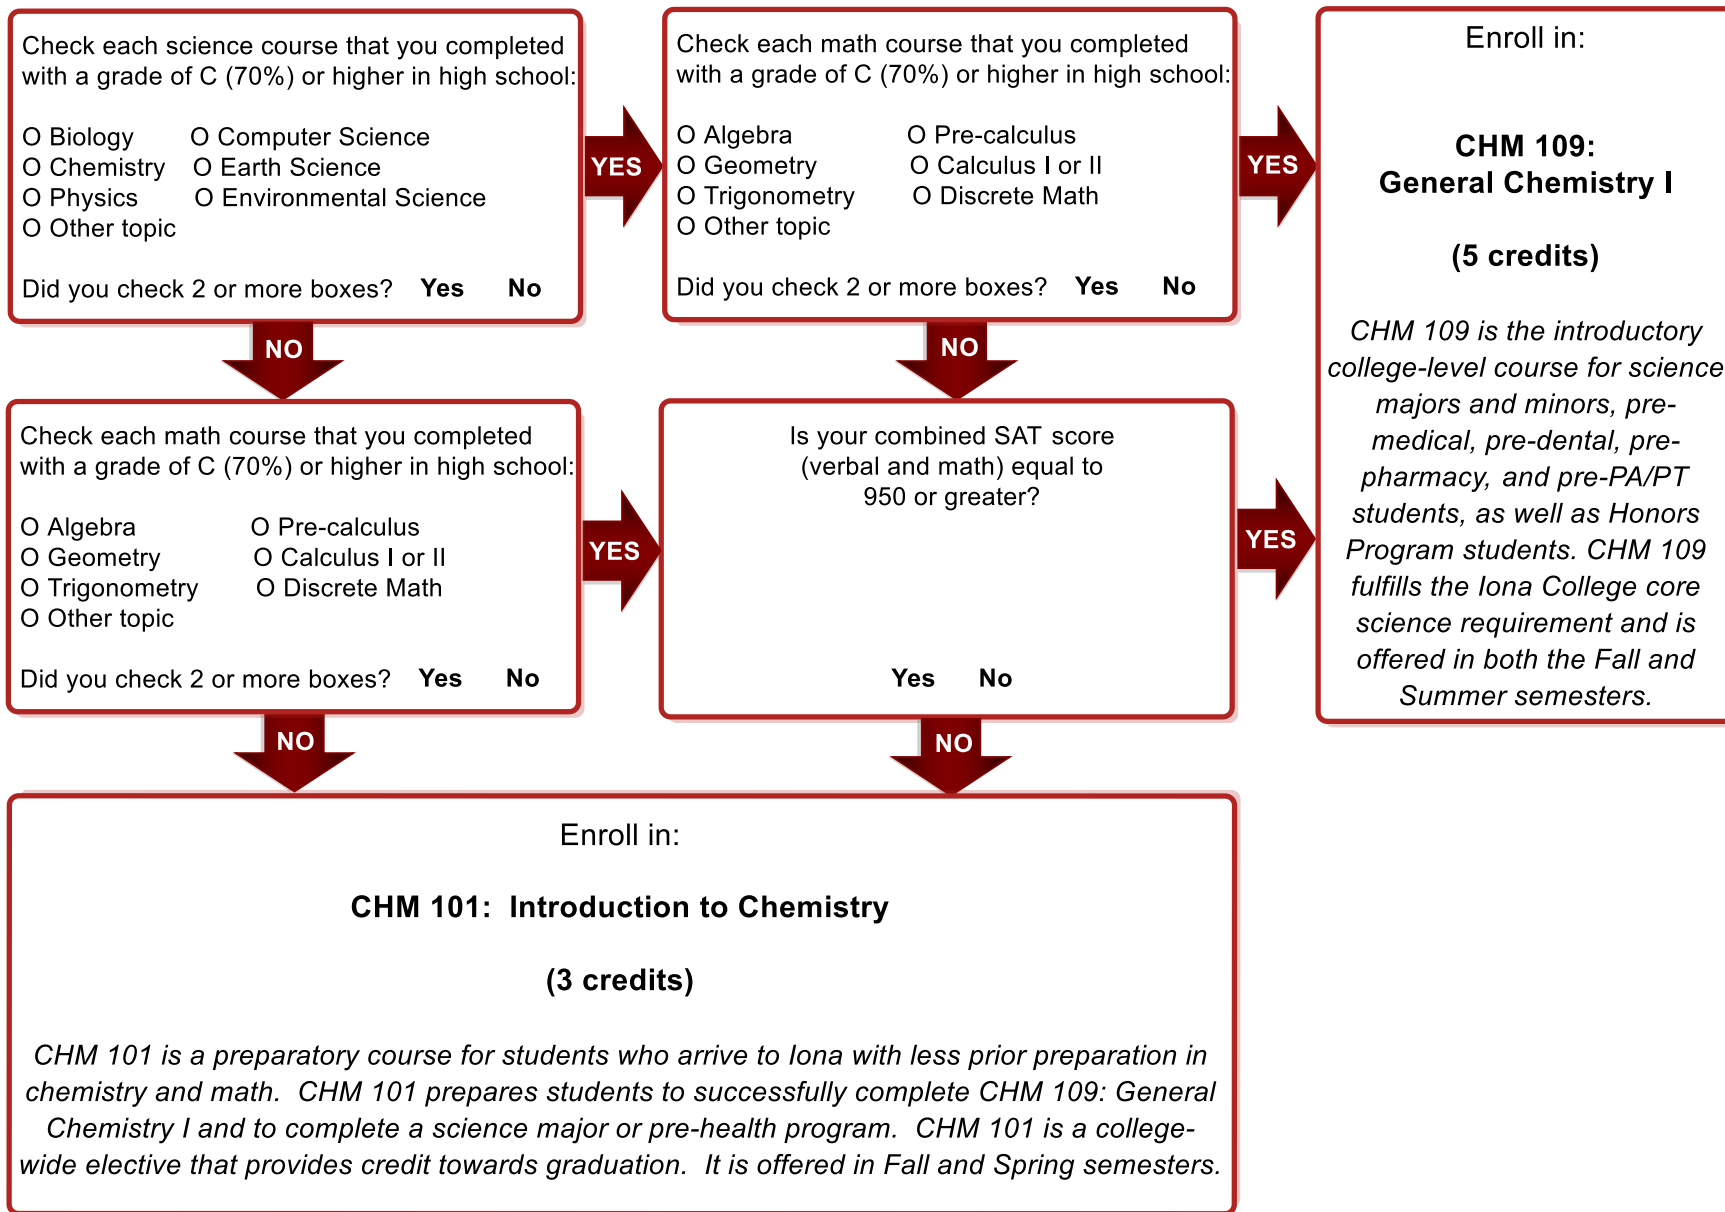 Check each science course that you completed
with a grade of C (70%) or higher in high school:
O Biology O Computer Science
O Chemistry O Earth Science
O Physics O Environmental Science
O Other topic
Did you check 2 or more boxes? Yes No
YES
NO
Check each math course that you completed
with a grade of C (70%) or higher in high school:
O Algebra O Pre-calculus
O Geometry O Calculus I or II
O Trigonometry O Discrete Math
O Other topic
Did you check 2 or more boxes? Yes No
YES
NO
Enroll in:
CHM 109:
General Chemistry I
(5 credits)
CHM 109 is the introductory
college-level course for science
majors and minors, pre-
medical, pre-dental, pre-
pharmacy, and pre-PA/PT
students, as well as Honors
Program students. CHM 109
fulfills the Iona College core
science requirement and is
offered in both the Fall and
Summer semesters.
Check each math course that you completed
with a grade of C (70%) or higher in high school:
O Algebra O Pre-calculus
O Geometry O Calculus I or II
O Trigonometry O Discrete Math
O Other topic
Did you check 2 or more boxes? Yes No
YES
NO
Is your combined SAT score
(verbal and math) equal to
950 or greater?
Yes No
YES
NO
Enroll in:
CHM 101: Introduction to Chemistry
(3 credits)
CHM 101 is a preparatory course for students who arrive to Iona with less prior preparation in
chemistry and math. CHM 101 prepares students to successfully complete CHM 109: General
Chemistry I and to complete a science major or pre-health program. CHM 101 is a college-
wide elective that provides credit towards graduation. It is offered in Fall and Spring semesters.